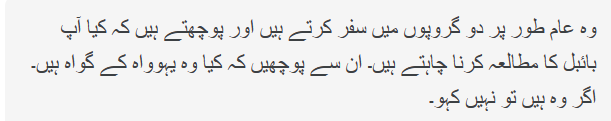 وہ عام طور پر دو گروپوں میں سفر کرتے ہیں اور پوچھتے ہیں کہ کیا آپ
بائبل کا مطالعہ کرنا چاہتے ہیں۔ ان سے پوچھیں کہ کیا وہ یہوواہ کے گواہ ہیں۔
اگر وہ ہیں تو نہیں کہو۔